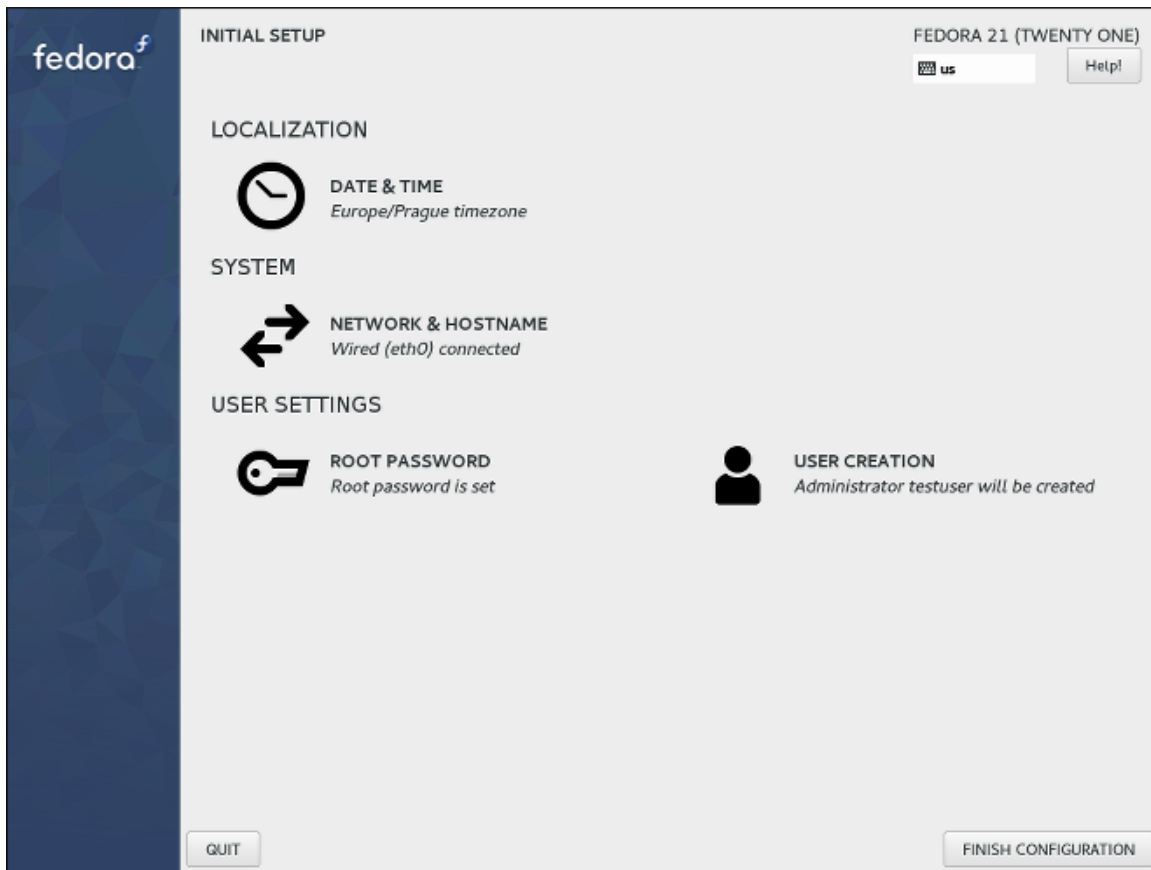 fedora
INITIAL SETUP
FEDORA 21 (TWENTY ONE)
us
Help!
LOCALIZATION
DATE & TIME
Europe/Prague timezone
SYSTEM
NETWORK & HOSTNAME
Wired (eth0) connected
USER SETTINGS
ROOT PASSWORD
Root password is set
USER CREATION
Administrator testuser will be created
QUIT
FINISH CONFIGURATION